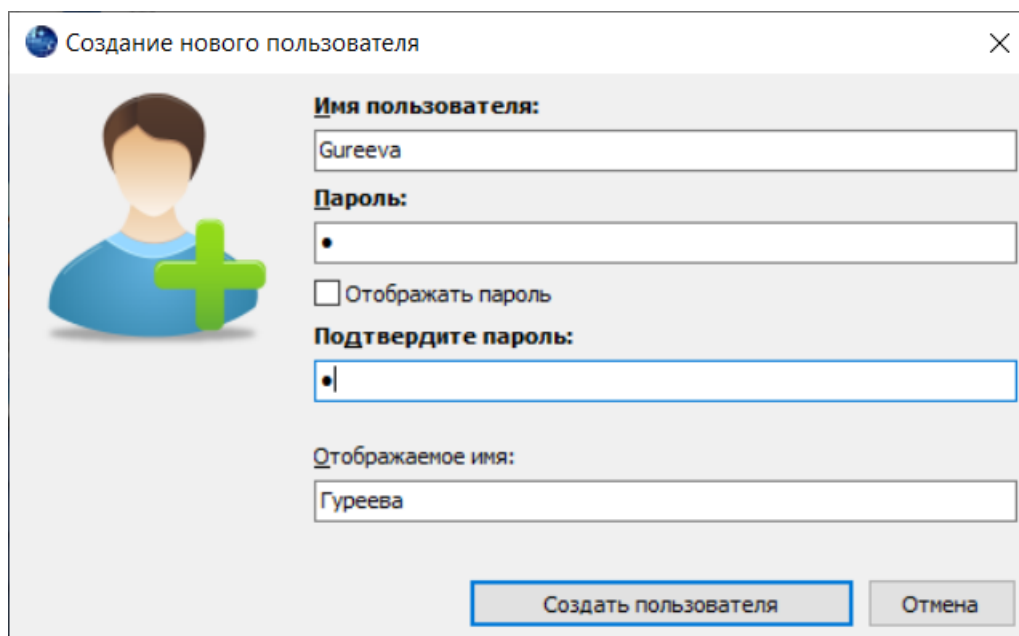 Создание нового пользователя
Имя пользователя:
Gureeva
Пароль:
●
Отображать пароль
Подтвердите пароль:
●
Отображаемое имя:
Гуреева
Создать пользователя
Отмена